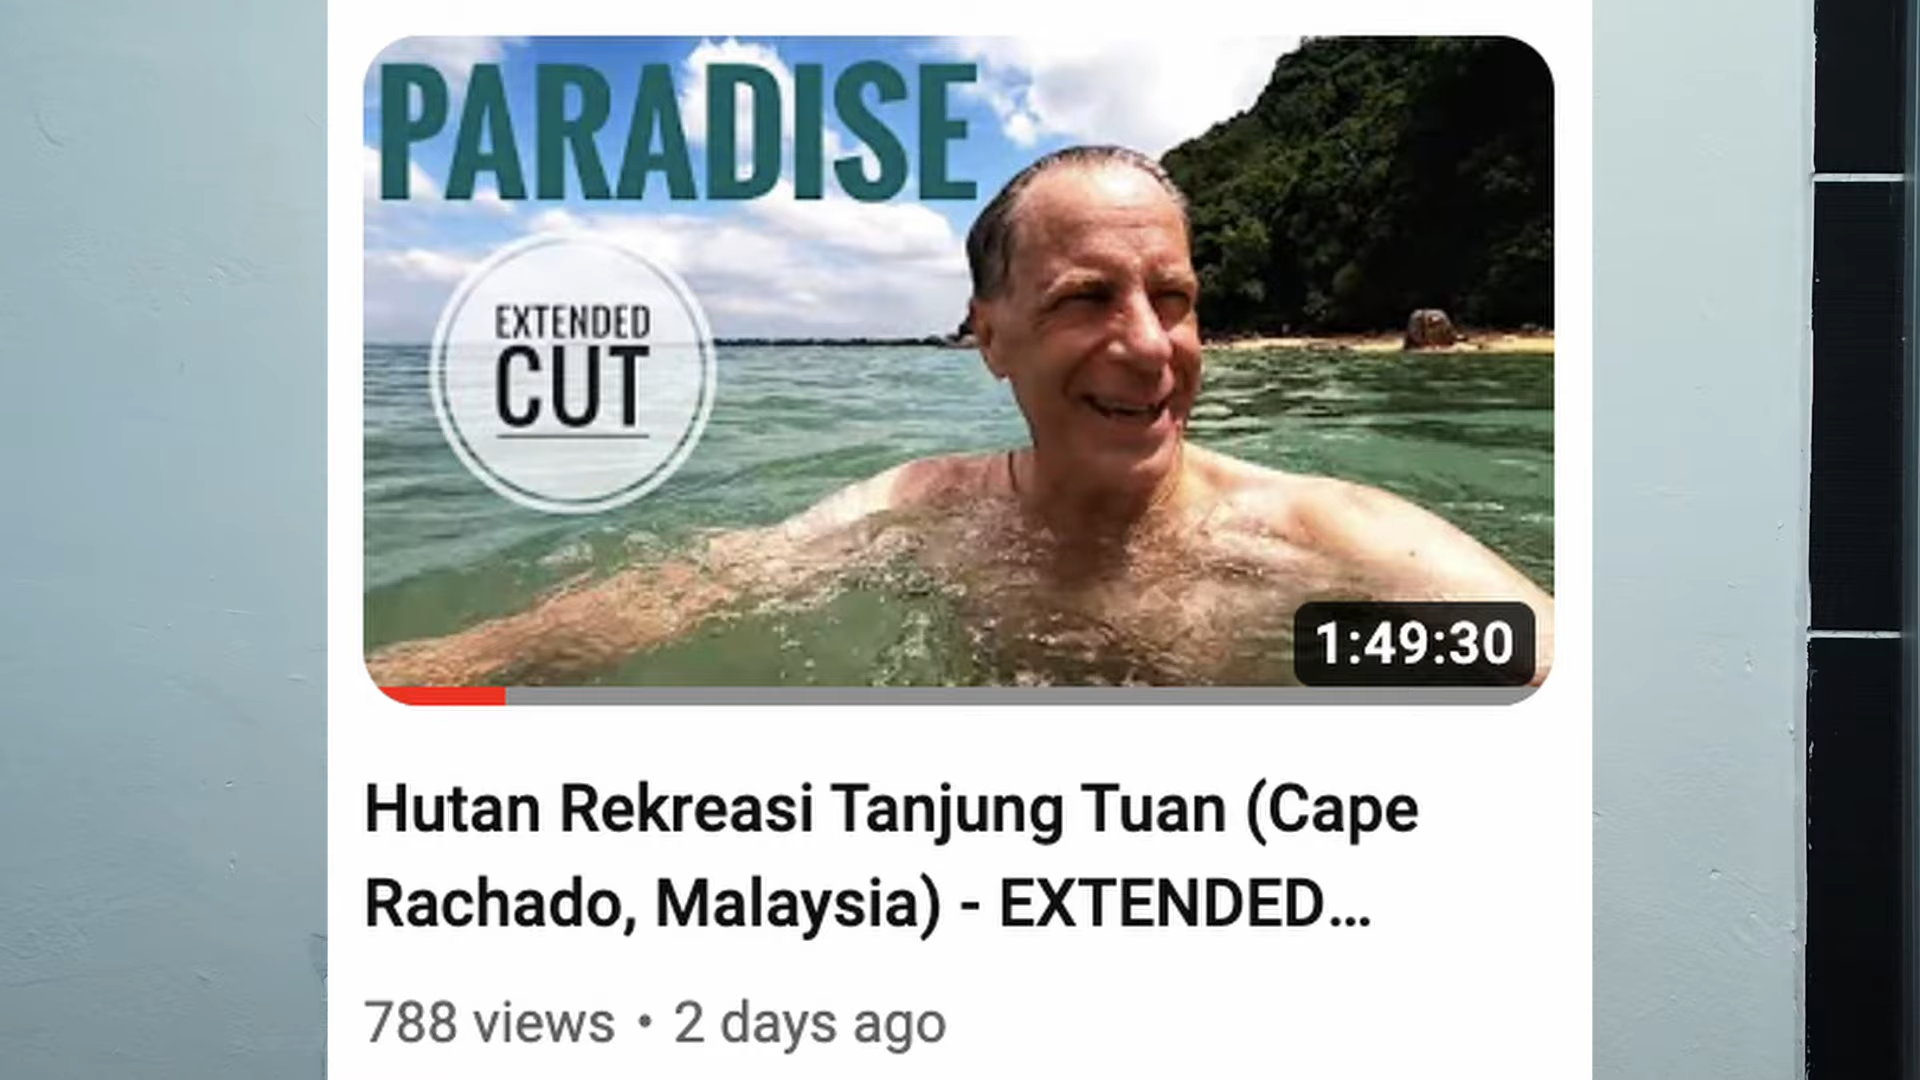 PARADISE
EXTENDED
CUT
1:49:30
Hutan Rekreasi Tanjung Tuan (Cape
Rachado, Malaysia) - EXTENDED...
788 views • 2 days ago